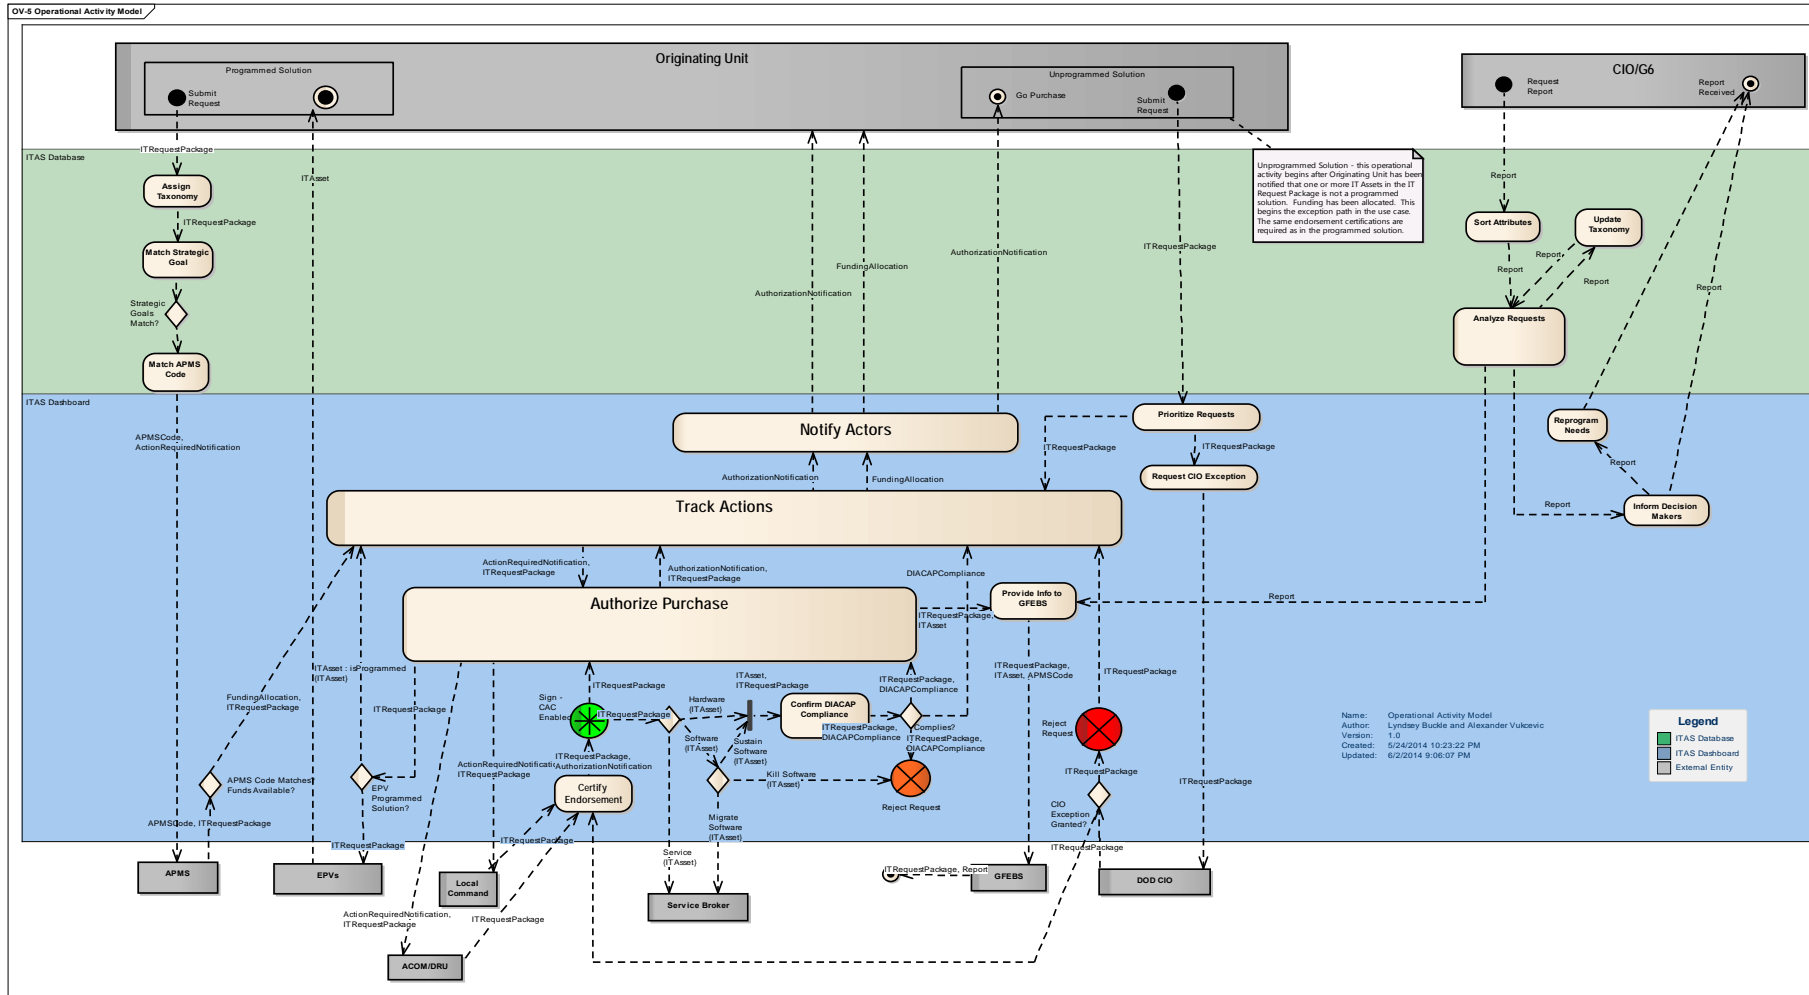 OV-5 Operational Activity Model
Originating Unit
Programmed Solution
Submit
Request
Unprogrammed Solution
Go Purchase
Submit
Request
CIO/G6
Request
Report
Report
Received
ITRequestPackage
ITAS Database
Assign
Taxonomy
ITAsset
Unprogrammed Solution - this operational
activity begins after Originating Unit has been
notified that one or more IT Assets in the IT
Request Package is not a programmed
solution. Funding has been allocated. This
begins the exception path in the use case.
The same endorsement certifications are
required as in the programmed solution.
Report
ITRequestPackage
Sort Attributes
Update
Taxonomy
Match Strategic
Goal
AuthorizationNotification
ITRequestPackage
FundingAllocation
Report
Report
Report
Report
AuthorizationNotification
Strategic
Goals
Match?
Analyze Requests
Match APMS
Code
ITAS Dashboard
APMSCode,
ActionRequiredNotification
Notify Actors
Prioritize Requests
Reprogram
Needs
ITRequestPackage
ITRequestPackage
AuthorizationNotification
FundingAllocation
Request CIO Exception
Report
Track Actions
Report
Inform Decision
Makers
ActionRequiredNotification,
ITRequestPackage
AuthorizationNotification,
ITRequestPackage
DIACAPCompliance
Authorize Purchase
Provide Info to
GFEBS
Report
ITRequestPackage,
ITAsset
ITAsset : isProgrammed
(ITAsset)
ITRequestPackage,
ITAsset, APMSCode
ITRequestPackage
FundingAllocation,
ITRequestPackage
ITRequestPackage
ITRequestPackage
Sign -
CAC
Enabled
ITRequestPackage
Hardware
(ITAsset)
ITAsset,
ITRequestPackage
Confirm DIACAP
Compliance
ITRequestPackage,
DIACAPCompliance
ITRequestPackage,
DIACAPCompliance
Complies?
ITRequestPackage,
DIACAPCompliance
Reject
Request
Software
(ITAsset)
Sustain
Software
(ITAsset)
Name: Operational Activity Model
Author: Lyndsey Buckle and Alexander Vukcevic
Version: 1.0
Created: 5/24/2014 10:23:22 PM
Updated: 6/2/2014 9:06:07 PM
Legend
ITAS Database
ITAS Dashboard
External Entity
APMS Code Matches?
Funds Available?
EPV
Programmed
Solution?
ITRequestPackage
ITRequestPackage,
AuthorizationNotification
Certify
Endorsement
Kill Software
(ITAsset)
Reject Request
ITRequestPackage
CIO
Exception
Granted?
ITRequestPackage
APMSCode, ITRequestPackage
ITRequestPackage
ITRequestPackage
Migrate
Software
(ITAsset)
Service
(ITAsset)
ITRequestPackage
APMS
EPVs
Local
Command
Service Broker
ITRequestPackage, Report
GFEBS
DOD CIO
ActionRequiredNotification,
ITRequestPackage
ITRequestPackage
ACOM/DRU